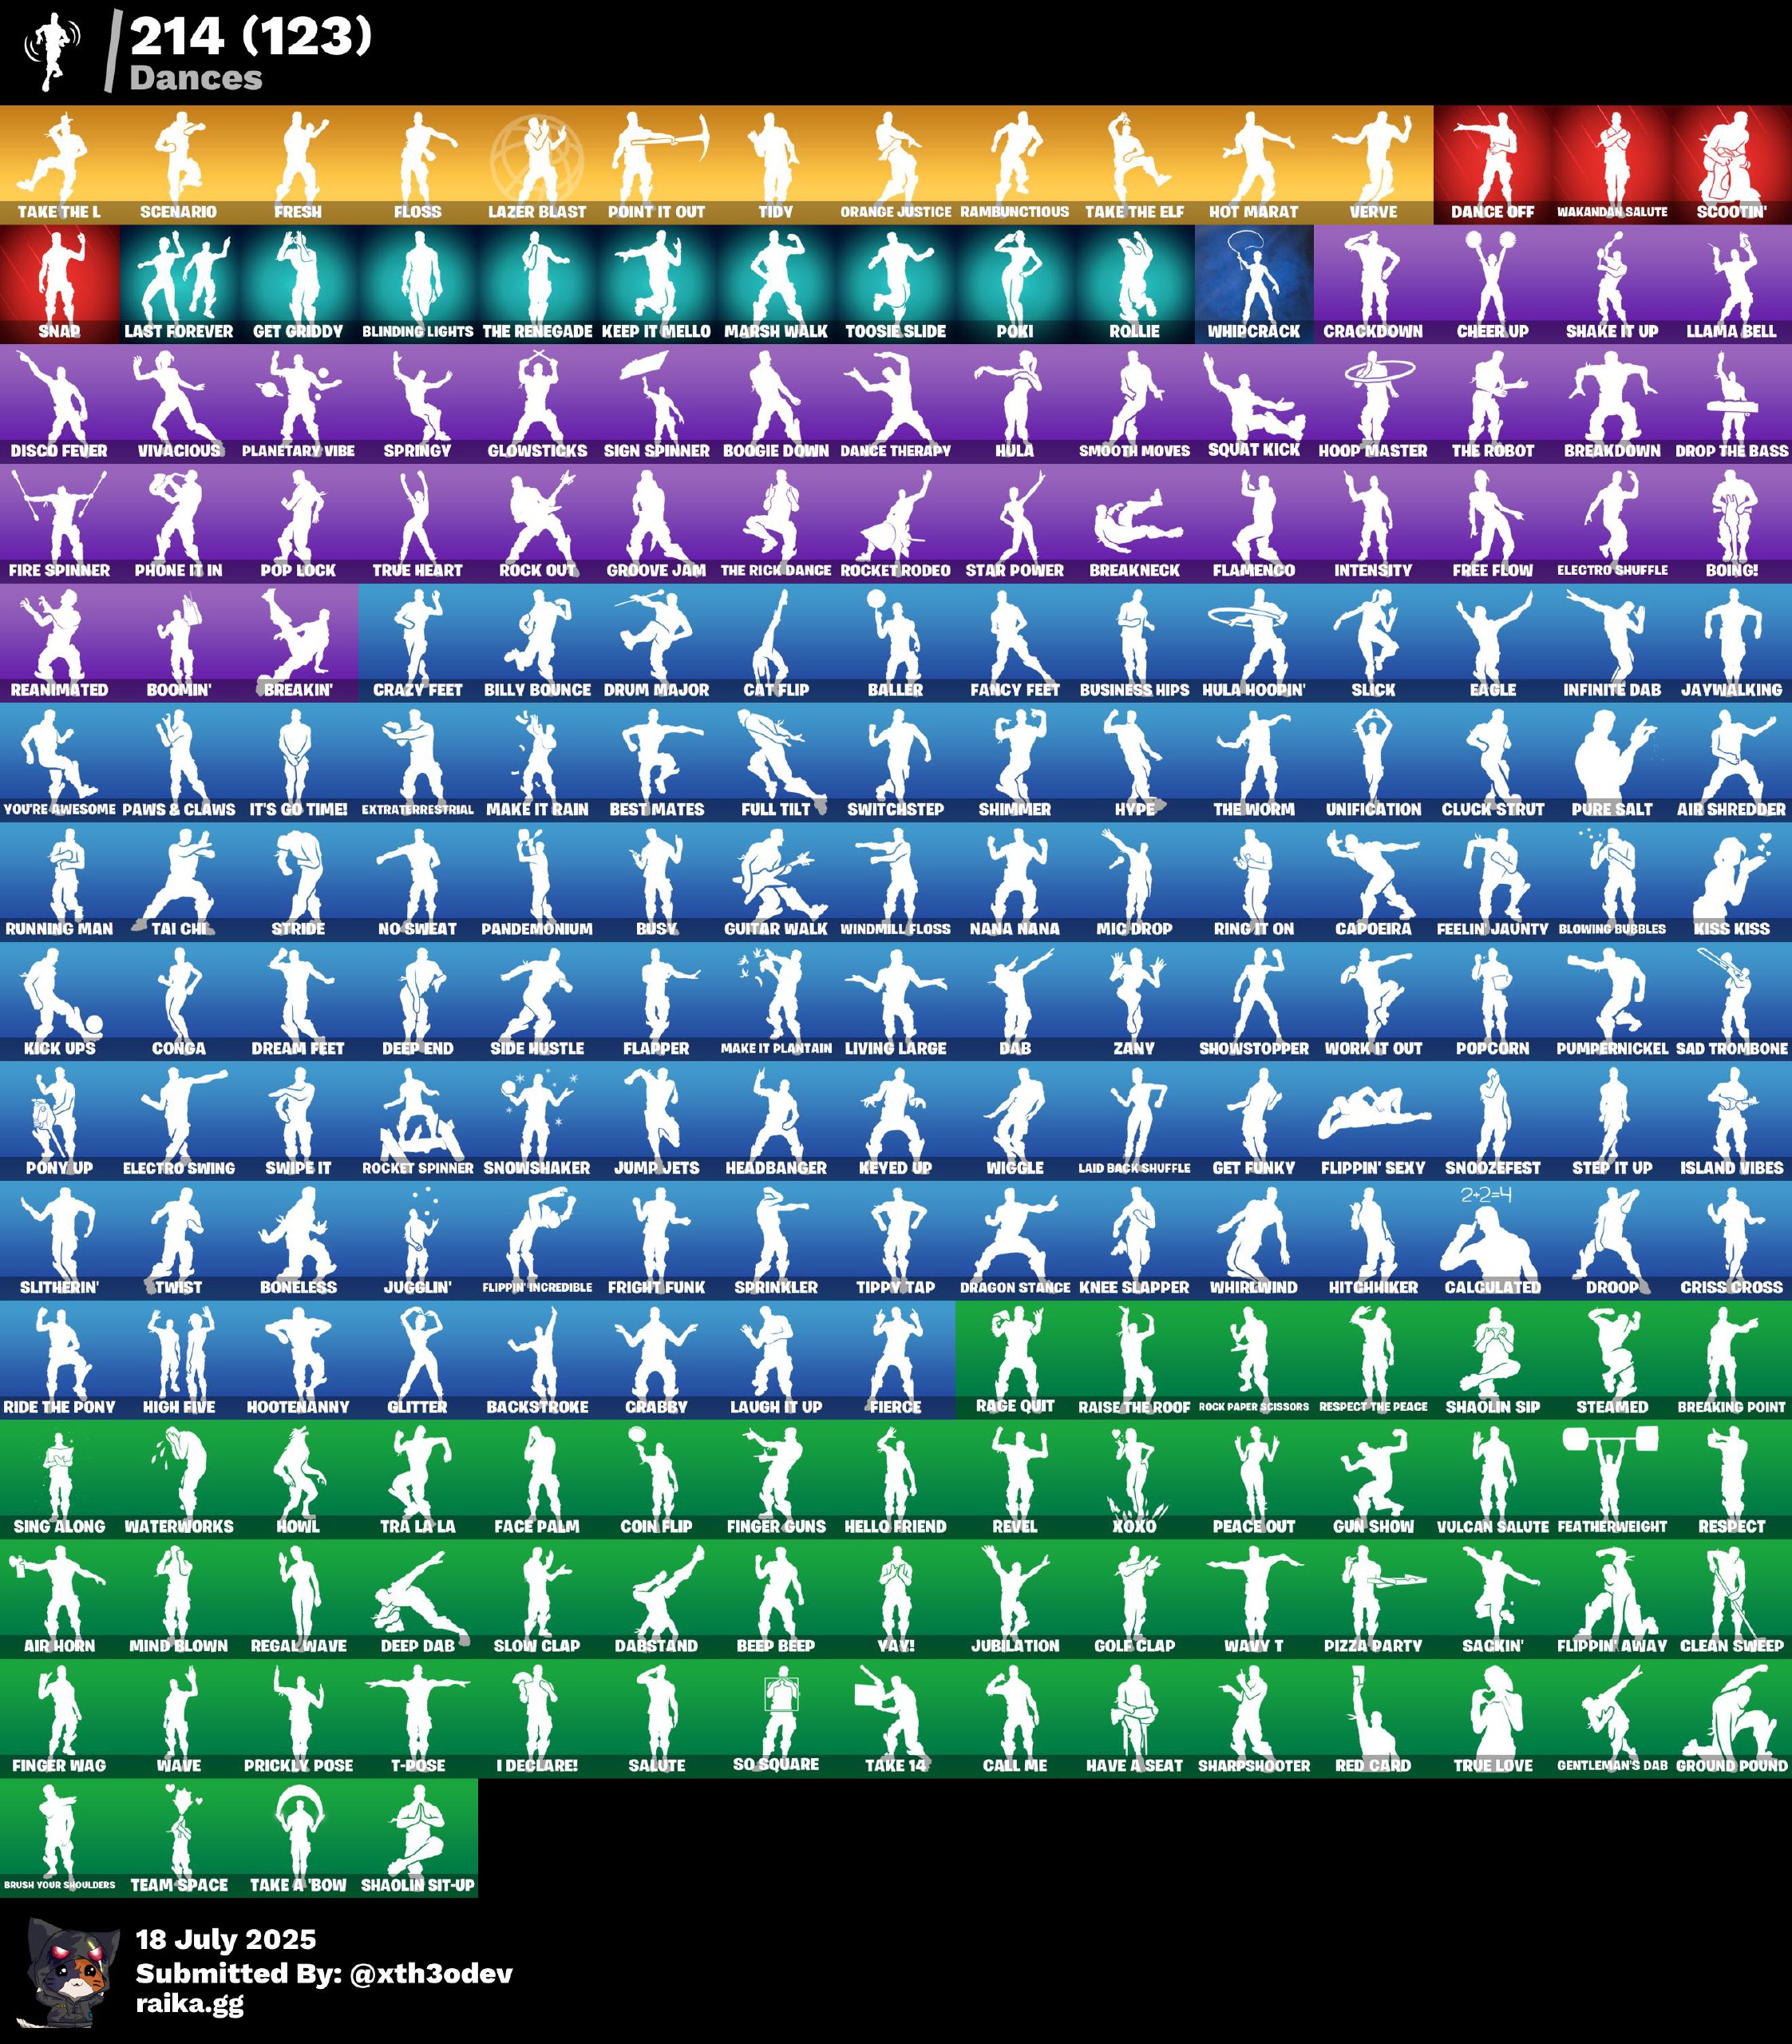 214 (123)
Dances
TAKE THE L SCENARIO FRESH FLOSS LAZER BLAST POINT IT OUT TIDY ORANGE JUSTICE RAMBUNCTIOUS TAKE THE ELF HOT MARAT VERVE DANCE OFF WAKANDAN SALUTE SCOOTIN'
SNAP LAST FOREVER GET GRIDDY BLINDING LIGHTS THE RENEGADE KEEP IT MELLO MARSH WALK TOOSIE SLIDE POKI ROLLIE WHIPCRACK CRACKDOWN CHEER UP SHAKE IT UP LLAMA BELL
DISCO FEVER VIVACIOUS PLANETARY VIBE SPRINGY GLOWSTICKS SIGN SPINNER BOOGIE DOWN DANCE THERAPY HULA SMOOTH MOVES SQUAT KICK HOOP MASTER THE ROBOT BREAKDOWN DROP THE BASS
FIRE SPINNER PHONE IT IN POP LOCK TRUE HEART ROCK OUT GROOVE JAM THE RICK DANCE ROCKET RODEO STAR POWER BREAKNECK FLAMENCO INTENSITY FREE FLOW ELECTRO SHUFFLE BOING!
REANIMATED BOOMIN' BREAKIN' CRAZY FEET BILLY BOUNCE DRUM MAJOR CAT FLIP BALLER FANCY FEET BUSINESS HIPS HULA HOOPIN' SLICK EAGLE INFINITE DAB JAYWALKING
YOU'RE AWESOME PAWS & CLAWS IT'S GO TIME! EXTRATERRESTRIAL MAKE IT RAIN BEST MATES FULL TILT SWITCHSTEP SHIMMER HYPE THE WORM UNIFICATION CLUCK STRUT PURE SALT AIR SHREDDER
RUNNING MAN TAI CHI STRIDE NO SWEAT PANDEMONIUM BUSY GUITAR WALK WINDMILL FLOSS NANA NANA MIC DROP RING IT ON CAPOEIRA FEELIN' JAUNTY BLOWING BUBBLES KISS KISS
KICK UPS CONGA DREAM FEET DEEP END SIDE HUSTLE FLAPPER MAKE IT PLANTAIN LIVING LARGE DAB ZANY SHOWSTOPPER WORK IT OUT POPCORN PUMPERNICKEL SAD TROMBONE
PONY UP ELECTRO SWING SWIPE IT ROCKET SPINNER SNOWSHAKER JUMP JETS HEADBANGER KEYED UP WIGGLE LAID BACK SHUFFLE GET FUNKY FLIPPIN' SEXY SNOOZEFEST STEP IT UP ISLAND VIBES
2+2=4
SLITHERIN' TWIST BONELESS JUGGLIN' FLIPPIN' INCREDIBLE FRIGHT FUNK SPRINKLER TIPPY TAP DRAGON STANCE KNEE SLAPPER WHIRLWIND HITCHHIKER CALCULATED DROOP CRISS CROSS
RIDE THE PONY HIGH FIVE HOOTENANNY GLITTER BACKSTROKE CRABBY LAUGH IT UP FIERCE RAGE QUIT RAISE THE ROOF ROCK PAPER SCISSORS RESPECT THE PEACE SHAOLIN SIP STEAMED BREAKING POINT
SING ALONG WATERWORKS HOWL TRA LA LA FACE PALM COIN FLIP FINGER GUNS HELLO FRIEND REVEL XOXO PEACE OUT GUN SHOW VULCAN SALUTE FEATHERWEIGHT RESPECT
AIR HORN MIND BLOWN REGAL WAVE DEEP DAB SLOW CLAP DABSTAND BEEP BEEP YAY! JUBILATION GOLF CLAP WAVY T PIZZA PARTY SACKIN' FLIPPIN' AWAY CLEAN SWEEP
FINGER WAG WAVE PRICKLY POSE T-POSE I DECLARE! SALUTE SO SQUARE TAKE 14 CALL ME HAVE A SEAT SHARPSHOOTER RED CARD TRUE LOVE GENTLEMAN'S DAB GROUND POUND
BRUSH YOUR SHOULDERS TEAM SPACE TAKE A 'BOW SHAOLIN SIT-UP
18 July 2025
Submitted By: @xth3odev
raika.gg